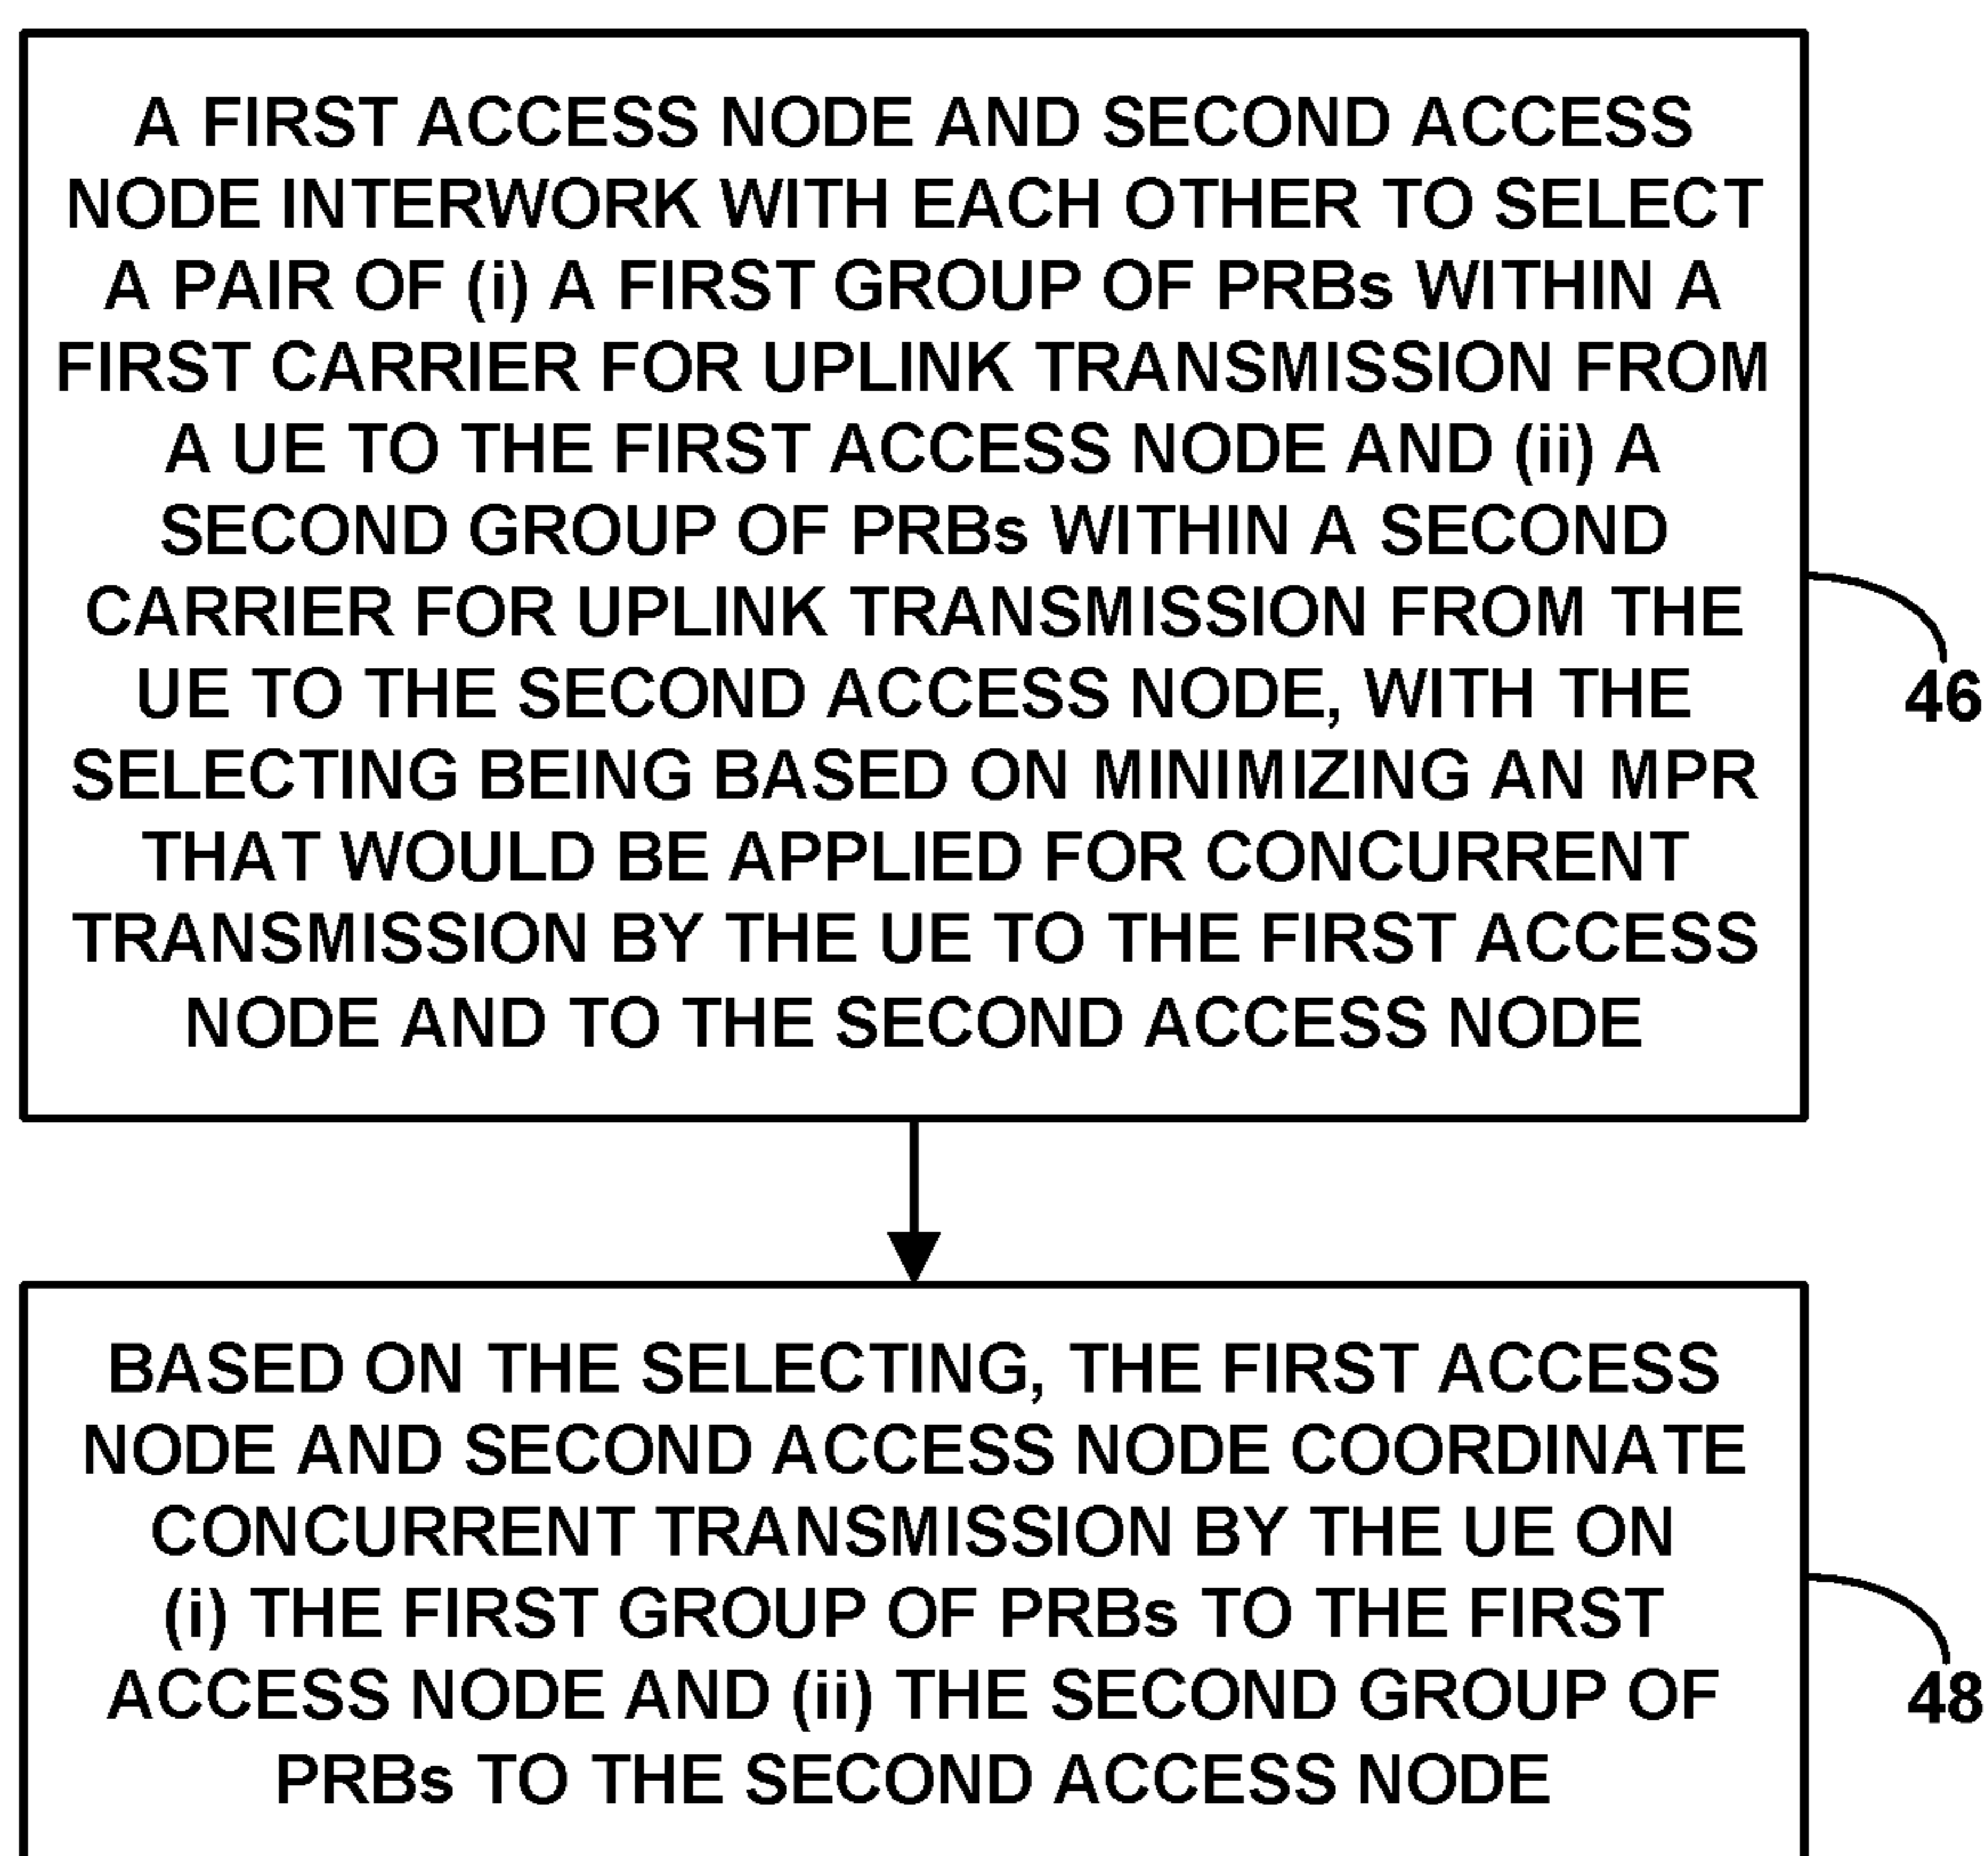 A FIRST ACCESS NODE AND SECOND ACCESS
NODE INTERWORK WITH EACH OTHER TO SELECT
A PAIR OF (i) A FIRST GROUP OF PRBs WITHIN A
FIRST CARRIER FOR UPLINK TRANSMISSION FROM
A UE TO THE FIRST ACCESS NODE AND (ii) A
SECOND GROUP OF PRBs WITHIN A SECOND
CARRIER FOR UPLINK TRANSMISSION FROM THE
UE TO THE SECOND ACCESS NODE, WITH THE
SELECTING BEING BASED ON MINIMIZING AN MPR
THAT WOULD BE APPLIED FOR CONCURRENT
TRANSMISSION BY THE UE TO THE FIRST ACCESS
NODE AND TO THE SECOND ACCESS NODE
46
BASED ON THE SELECTING, THE FIRST ACCESS
NODE AND SECOND ACCESS NODE COORDINATE
CONCURRENT TRANSMISSION BY THE UE ON
(i) THE FIRST GROUP OF PRBs TO THE FIRST
ACCESS NODE AND (ii) THE SECOND GROUP OF
PRBs TO THE SECOND ACCESS NODE
48